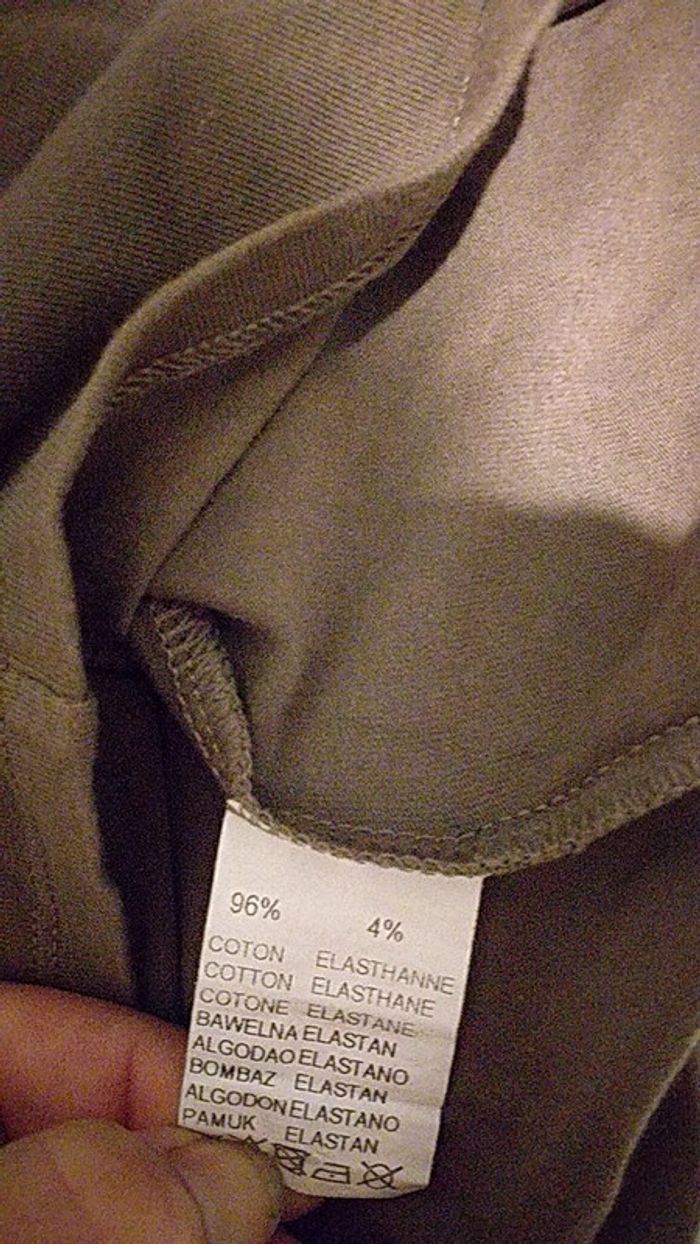 96% 4%
COTON ELASTHANNE
COTTON ELASTHANE
COTONE ELASTANE
BAWELNA ELASTAN
ALGODAO ELASTANO
BOMBAZ ELASTAN
ALGODON ELASTANO
PAMUK ELASTAN